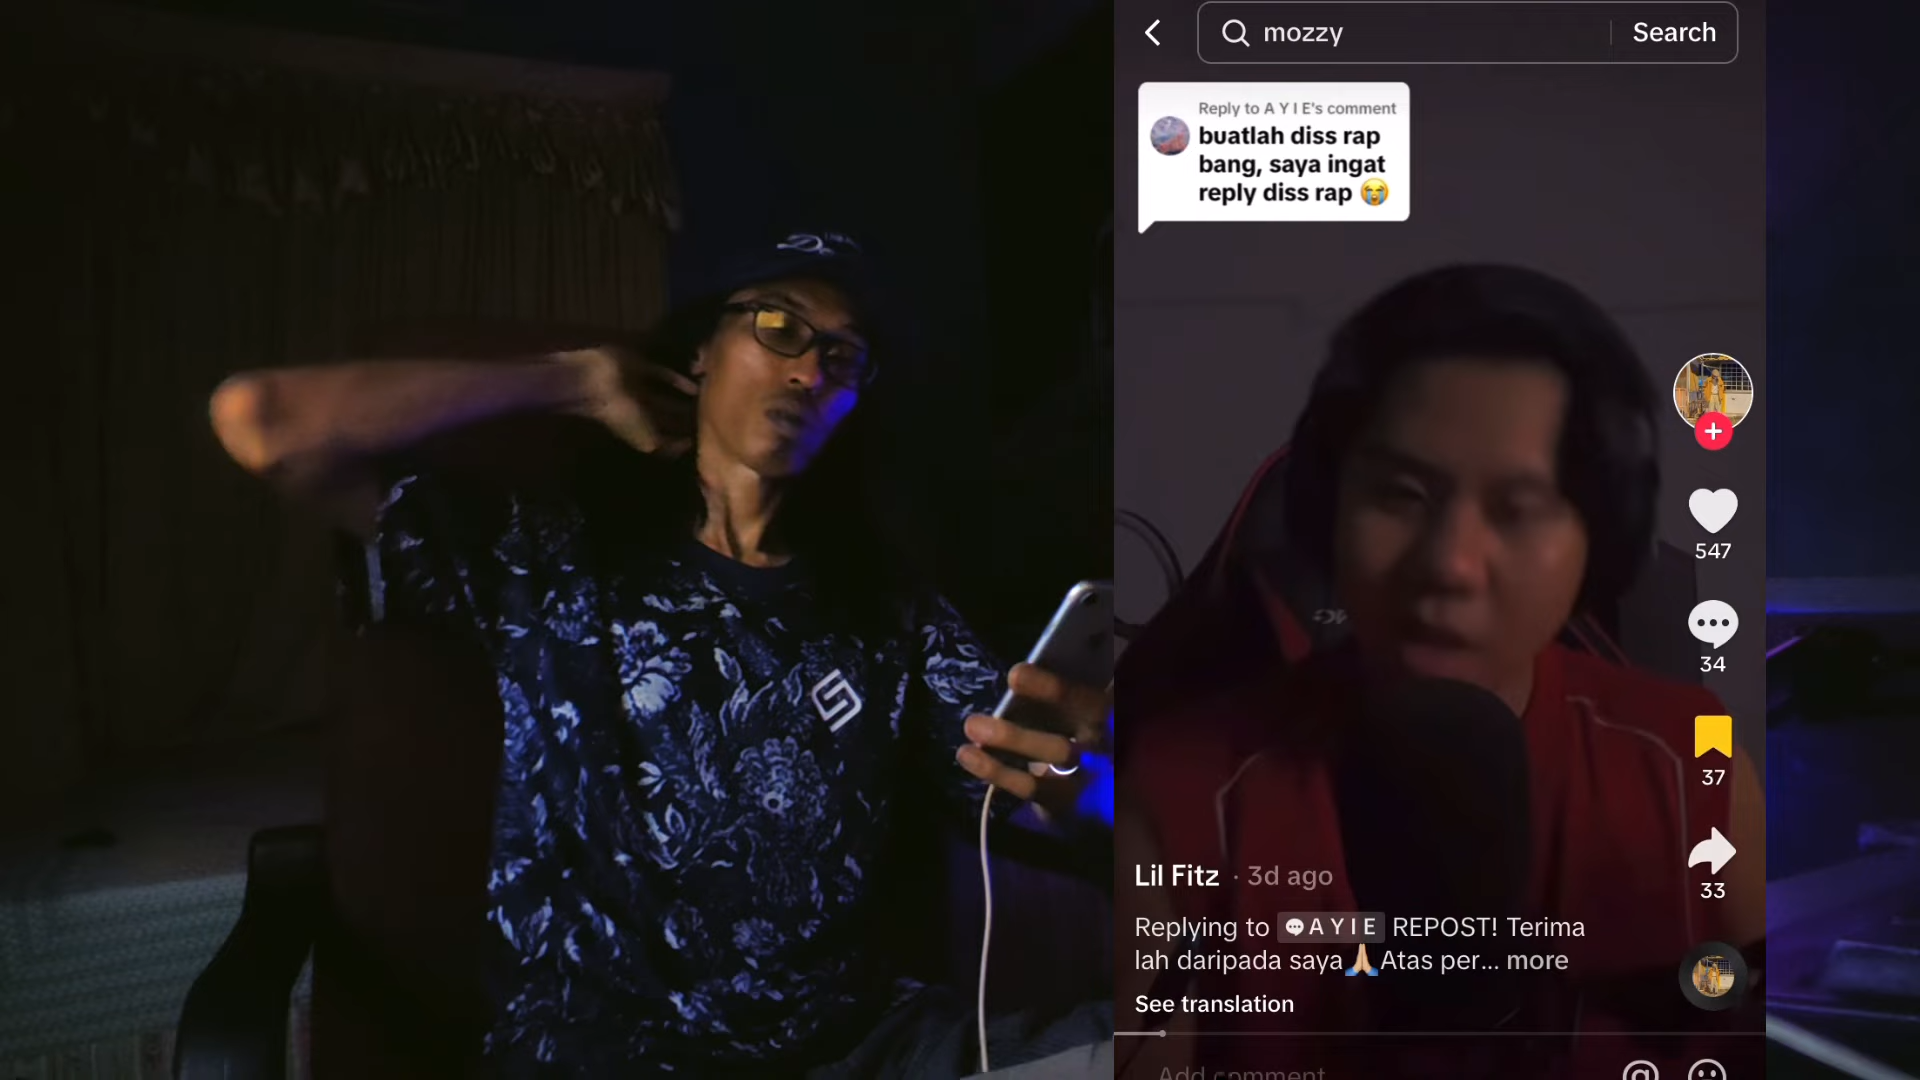 mozzy
Search
Reply to A Y I E's comment
buatlah diss rap
bang, saya ingat
reply diss rap 😭
547
34
37
33
Lil Fitz · 3d ago
Replying to A Y I E REPOST! Terima
lah daripada saya🙏🏼Atas per... more
See translation
Add comment